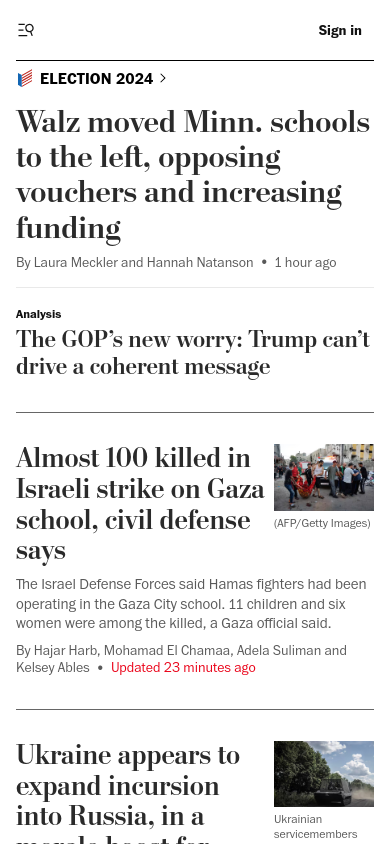 Sign in
ELECTION 2024
Walz moved Minn. schools
to the left, opposing
vouchers and increasing
funding
By Laura Meckler and Hannah Natanson • 1 hour ago
Analysis
The GOP’s new worry: Trump can’t
drive a coherent message
Almost 100 killed in
Israeli strike on Gaza
school, civil defense
says
(AFP/Getty Images)
The Israel Defense Forces said Hamas fighters had been
operating in the Gaza City school. 11 children and six
women were among the killed, a Gaza official said.
By Hajar Harb, Mohamad El Chamaa, Adela Suliman and
Kelsey Ables • Updated 23 minutes ago
Ukraine appears to
expand incursion
into Russia, in a
morale boost for
Ukrainian
servicemembers